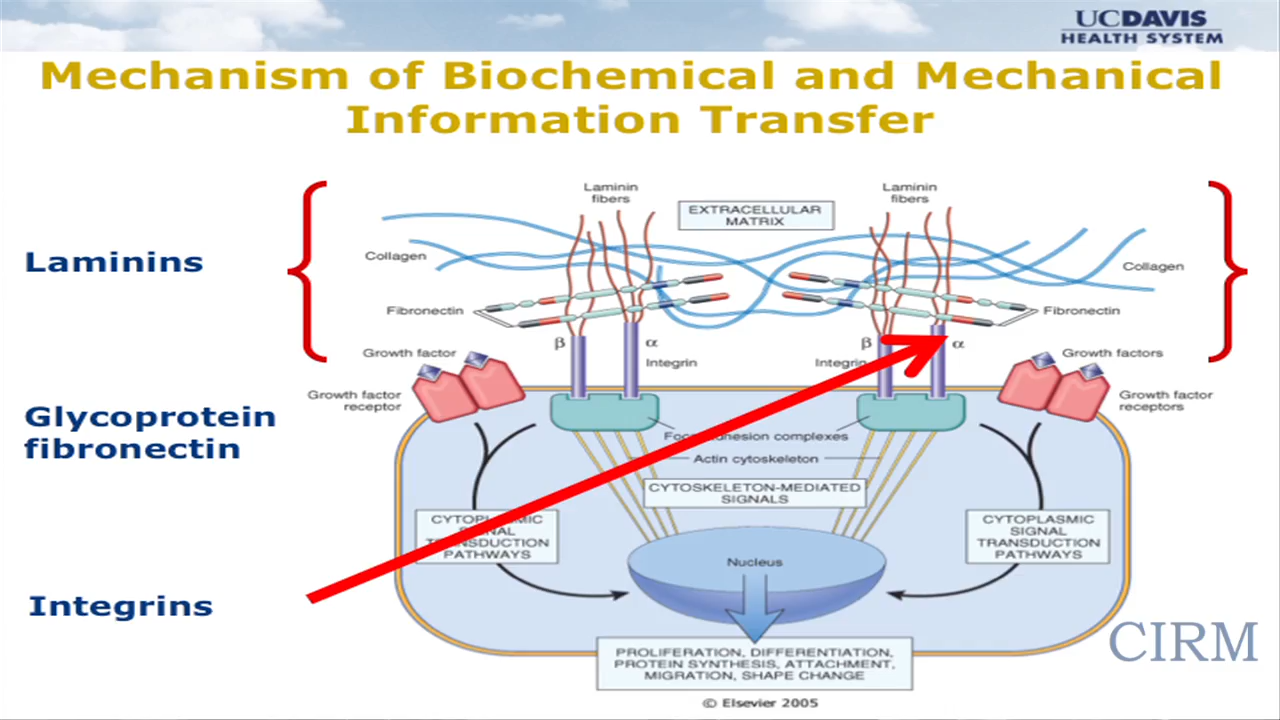 UCDAVIS
HEALTH SYSTEM
Mechanism of Biochemical and Mechanical
Information Transfer
Laminins
Glycoprotein
fibronectin
Integrins
Laminin
fibers
EXTRACELLULAR
MATRIX
Laminin
fibers
Collagen
Collagen
Fibronectin
Fibronectin
β
α
Integrin
β
α
Integrin
Growth factor
Growth factors
Growth factor
receptor
Growth factor
receptors
Focal adhesion complexes
Actin cytoskeleton
CYTOSKELETON-MEDIATED
SIGNALS
CYTOPLASMIC
SIGNAL
TRANSDUCTION
PATHWAYS
CYTOPLASMIC
SIGNAL
TRANSDUCTION
PATHWAYS
Nucleus
PROLIFERATION, DIFFERENTIATION,
PROTEIN SYNTHESIS, ATTACHMENT,
MIGRATION, SHAPE CHANGE
© Elsevier 2005
CIRM